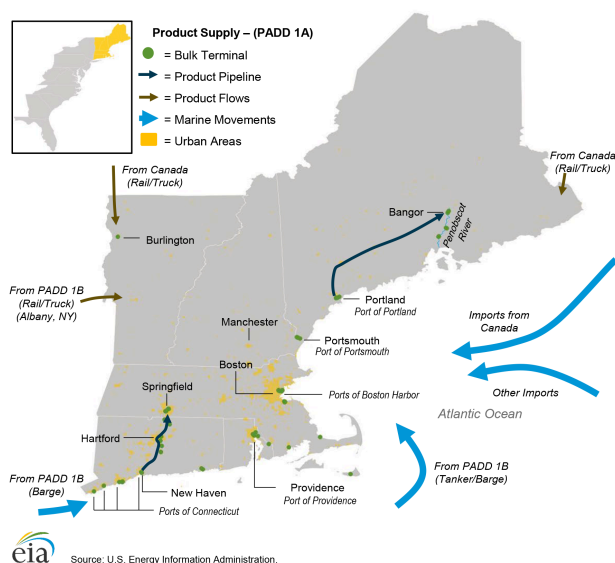 Product Supply – (PADD 1A)
= Bulk Terminal
= Product Pipeline
= Product Flows
= Marine Movements
= Urban Areas
From Canada
(Rail/Truck)
From Canada
(Rail/Truck)
Bangor
Penobscot
River
Burlington
From PADD 1B
(Rail/Truck)
(Albany, NY)
Portland
Port of Portland
Manchester
Portsmouth
Port of Portsmouth
Imports from
Canada
Boston
Springfield
Ports of Boston Harbor
Other Imports
Atlantic Ocean
Hartford
From PADD 1B
(Barge)
New Haven
Ports of Connecticut
Providence
Port of Providence
From PADD 1B
(Tanker/Barge)
eia
Source: U.S. Energy Information Administration.